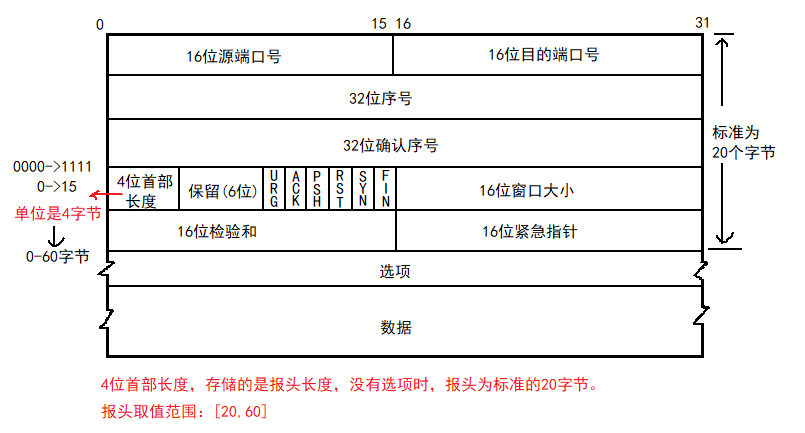 0 15 16 31
16位源端口号 16位目的端口号
32位序号
标准为
20个字节
32位确认序号
0000->1111
0->15
单位是4字节
0-60字节
4位首部
长度
保留(6位)
URG
ACK
PSH
RST
SYN
FIN
16位窗口大小
16位检验和 16位紧急指针
选项
数据
4位首部长度，存储的是报头长度，没有选项时，报头为标准的20字节。
报头取值范围：[20,60]